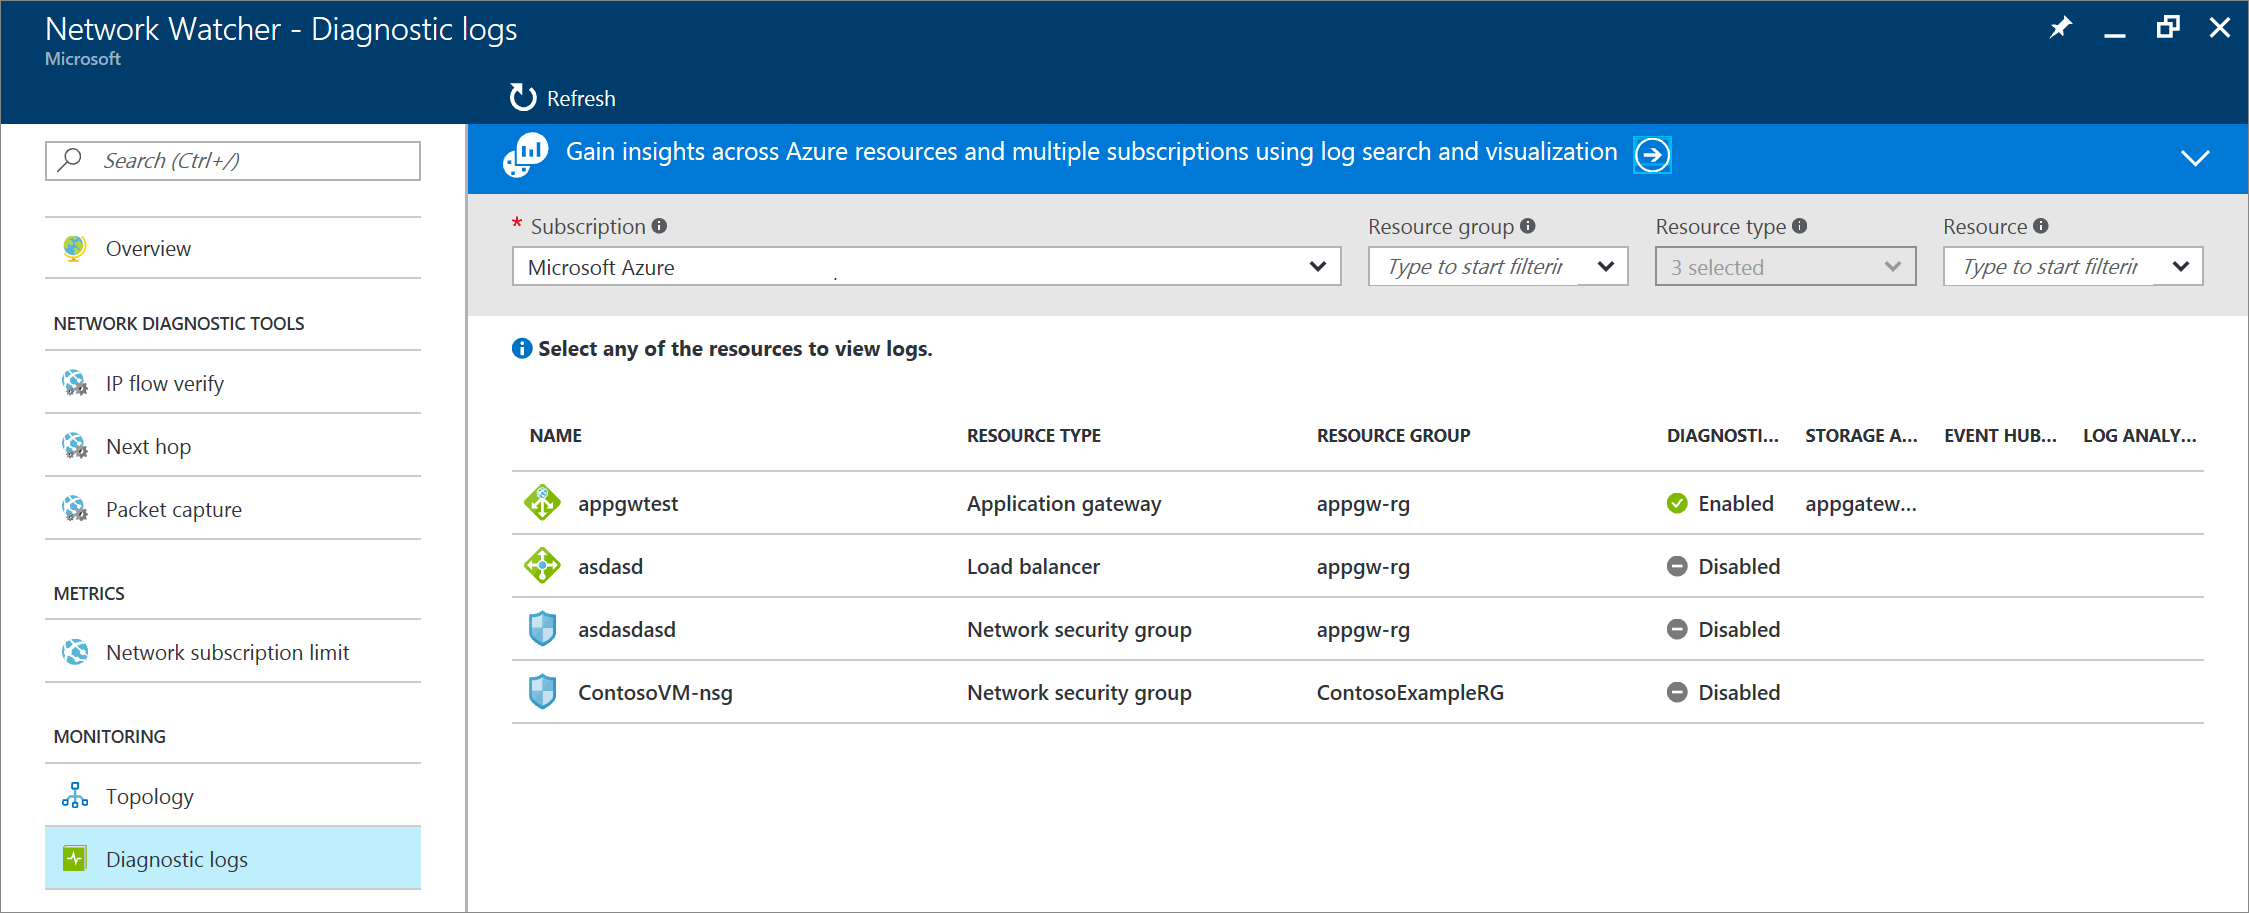 Network Watcher - Diagnostic logs
Microsoft
Refresh
Search (Ctrl+/)
Overview
NETWORK DIAGNOSTIC TOOLS
IP flow verify
Next hop
Packet capture
METRICS
Network subscription limit
MONITORING
Topology
Diagnostic logs
Gain insights across Azure resources and multiple subscriptions using log search and visualization
* Subscription Resource group Resource type Resource
Microsoft Azure . Type to start filterin 3 selected Type to start filterin
Select any of the resources to view logs.
NAME RESOURCE TYPE RESOURCE GROUP DIAGNOSTI... STORAGE A... EVENT HUB... LOG ANALY...
appgwtest Application gateway appgw-rg Enabled appgatew...
asdasd Load balancer appgw-rg Disabled
asdasdasd Network security group appgw-rg Disabled
ContosoVM-nsg Network security group ContosoExampleRG Disabled